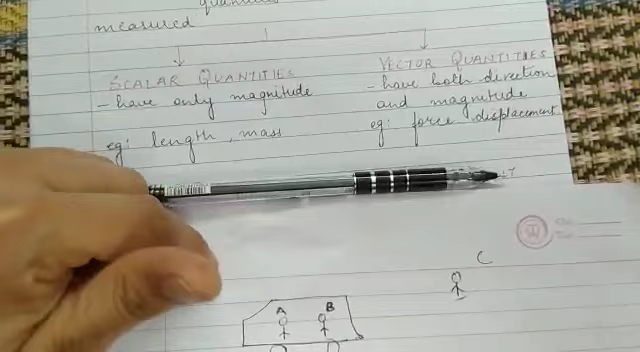 quantities
measured
SCALAR QUANTITIES
- have only magnitude
eg: length, mass
VECTOR QUANTITIES
- have both direction
and magnitude
eg: force displacement
C
A B